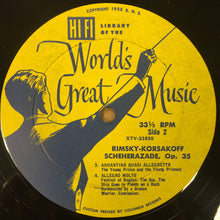 COPYRIGHT 1955 S. R. S.
HI FI
LIBRARY
OF THE
World's
Great Music
33⅓ RPM
Side 2
XTV-23880
RIMSKY-KORSAKOFF
SCHEHERAZADE, Op. 35
3. ANDANTINO QUASI ALLEGRETTO
The Young Prince and the Young Princess
4. ALLEGRO MOLTO
Festival at Bagdad. The Sea. The
Ship Goes to Pieces on a Rock
Surmounted by a Bronze
Warrior. Conclusion.
CUSTOM PRESSED BY COLUMBIA RECORDS